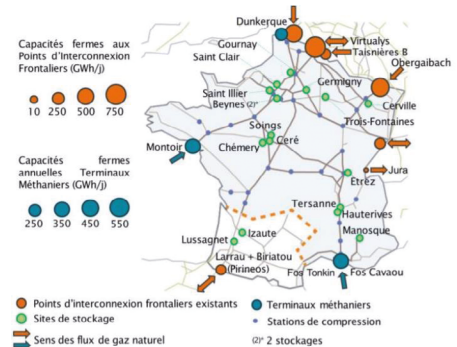 Capacités fermes aux
Points d'Interconnexion
Frontaliers (GWh/j)
10 250 500 750
Capacités fermes
annuelles Terminaux
Méthaniers (GWh/j)
250 350 450 550
Dunkerque
Gournay
Saint Clair
Virtualys
Taisnières B
Obergaibach
Germigny
Saint Illier
Beynes (2)*
Cerville
Trois-Fontaines
Soings
Montoir
Chémery
Ceré
Jura
Etrez
Tersanne
Hauterives
Manosque
Izaute
Lussagnet
Larrau + Biriatou
(Pirineos)
Fos Tonkin
Fos Cavaou
Points d'interconnexion frontaliers existants
Terminaux méthaniers
Sites de stockage
Stations de compression
Sens des flux de gaz naturel
(2)* 2 stockages